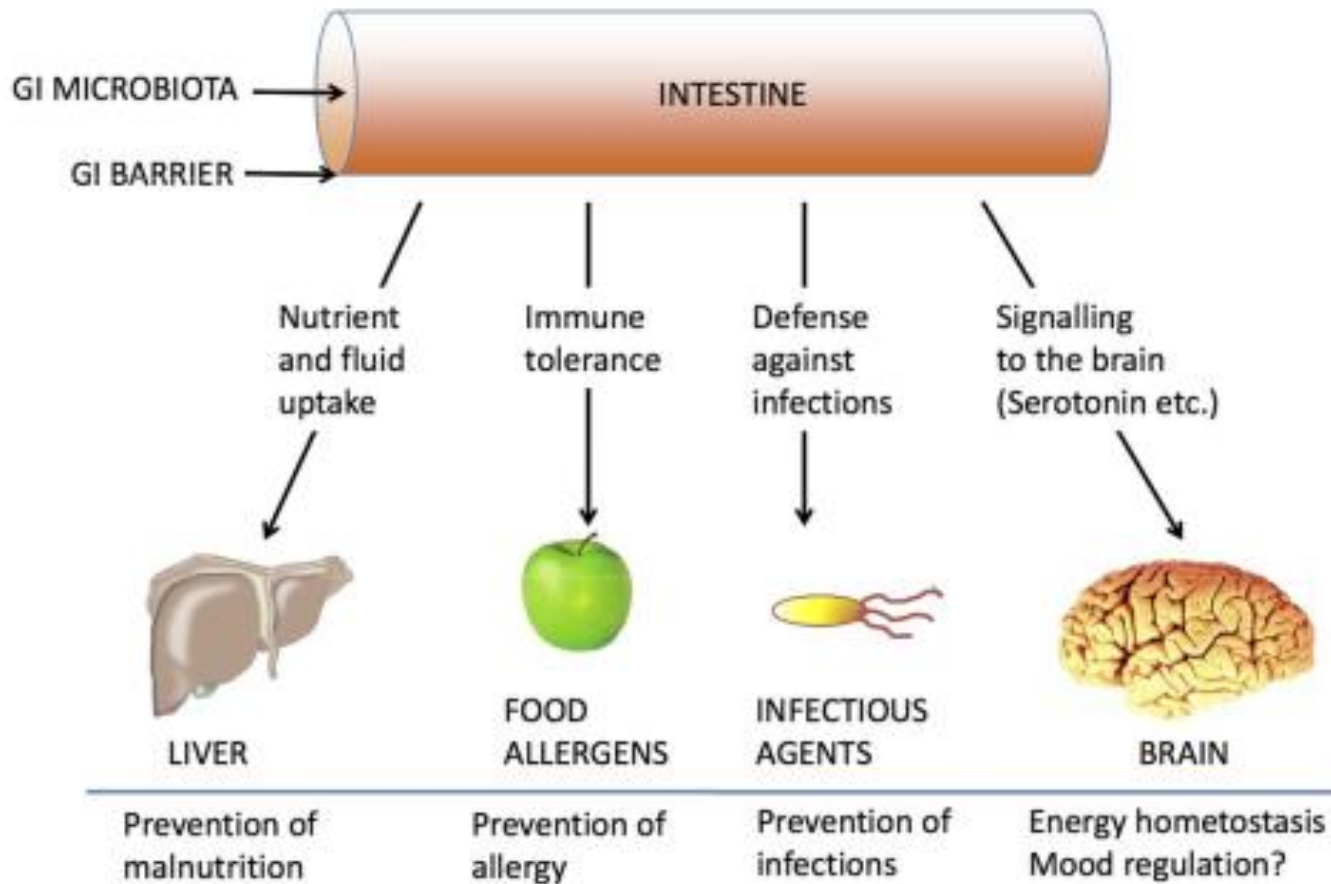 GI MICROBIOTA
INTESTINE
GI BARRIER
Nutrient
and fluid
uptake
Immune
tolerance
Defense
against
infections
Signalling
to the brain
(Serotonin etc.)
LIVER
FOOD
ALLERGENS
INFECTIOUS
AGENTS
BRAIN
Prevention of
malnutrition
Prevention of
allergy
Prevention of
infections
Energy hometostasis
Mood regulation?